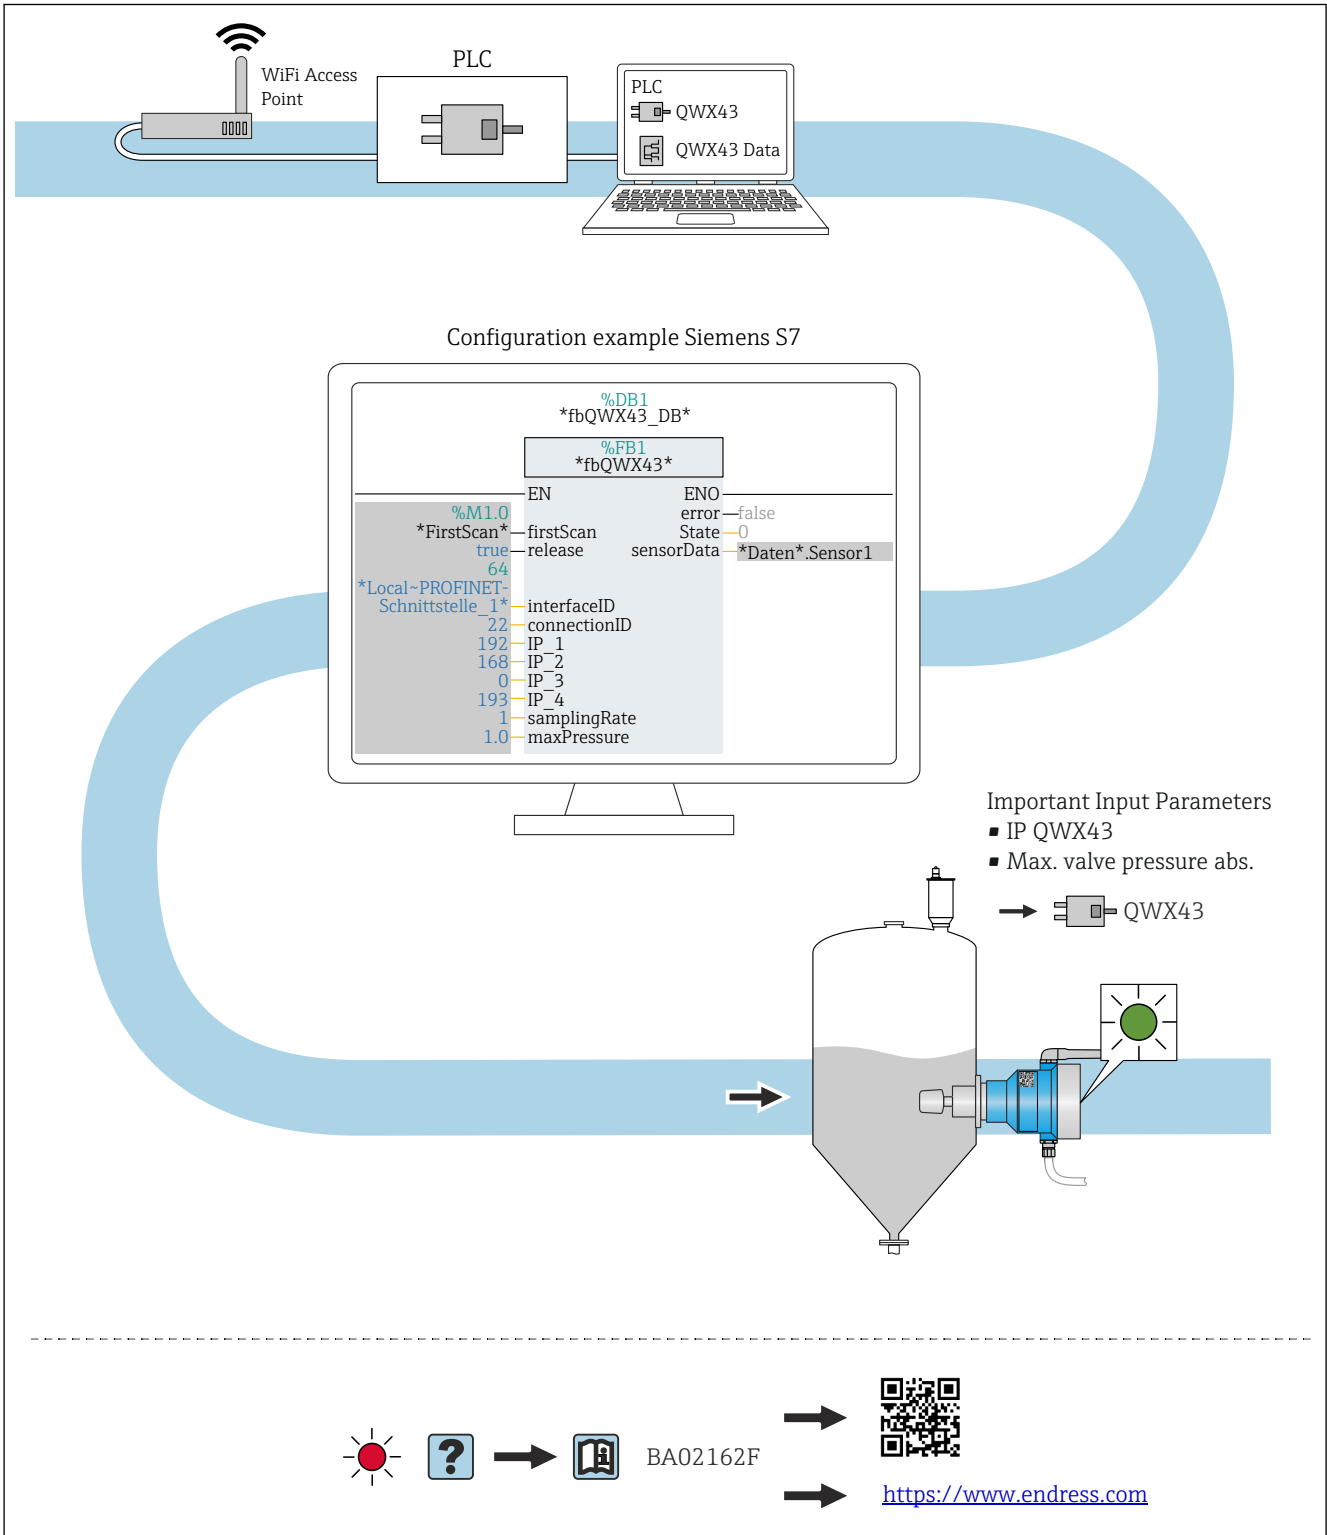 WiFi Access
Point
PLC
PLC
QWX43
QWX43 Data
Configuration example Siemens S7
%DB1
*fbQWX43_DB*
%FB1
*fbQWX43*
EN ENO
%M1.0 error false
*FirstScan* firstScan State 0
true release sensorData *Daten*.Sensor1
64
*Local~PROFINET-
Schnittstelle_1* interfaceID
22 connectionID
192 IP_1
168 IP_2
0 IP_3
193 IP_4
1 samplingRate
1.0 maxPressure
Important Input Parameters
▪ IP QWX43
▪ Max. valve pressure abs.
QWX43
?
i
BA02162F
https://www.endress.com